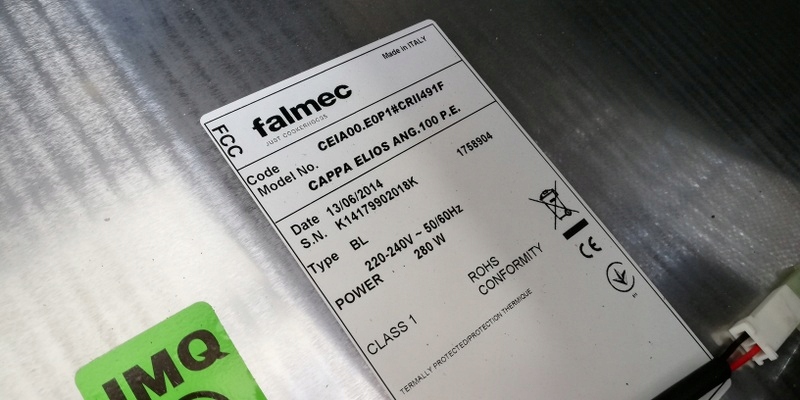 Made in ITALY
FCC
falmec
JUST COOKERHOODS
Code CEIA00.E0P1#CRII491F
Model No. CAPPA ELIOS ANG.100 P.E.
1758904
Date 13/06/2014
S.N. K14179902018K
Type BL
220-240V ~ 50/60Hz
POWER 280 W
CE
ROHS
CONFORMITY
CLASS 1
TERMALLY PROTECTED/PROTECTION THERMIQUE
IMQ